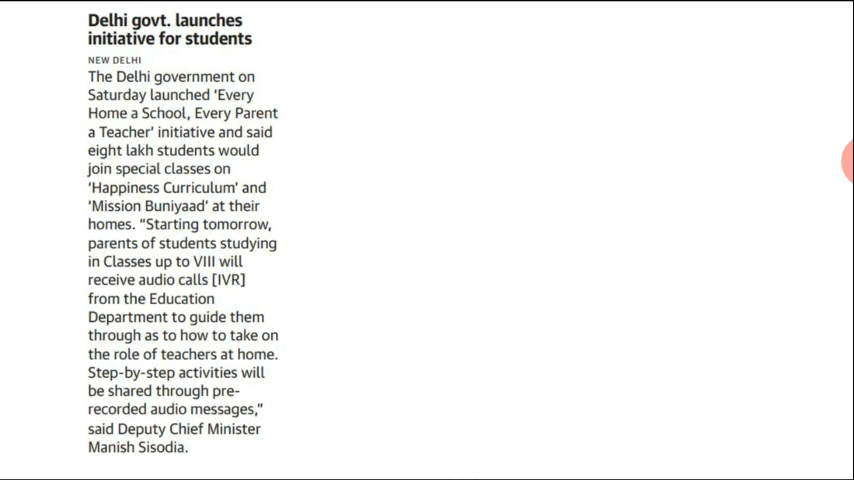 Delhi govt. launches
initiative for students
NEW DELHI
The Delhi government on
Saturday launched ‘Every
Home a School, Every Parent
a Teacher’ initiative and said
eight lakh students would
join special classes on
‘Happiness Curriculum’ and
‘Mission Buniyaad’ at their
homes. “Starting tomorrow,
parents of students studying
in Classes up to VIII will
receive audio calls [IVR]
from the Education
Department to guide them
through as to how to take on
the role of teachers at home.
Step-by-step activities will
be shared through pre-
recorded audio messages,”
said Deputy Chief Minister
Manish Sisodia.